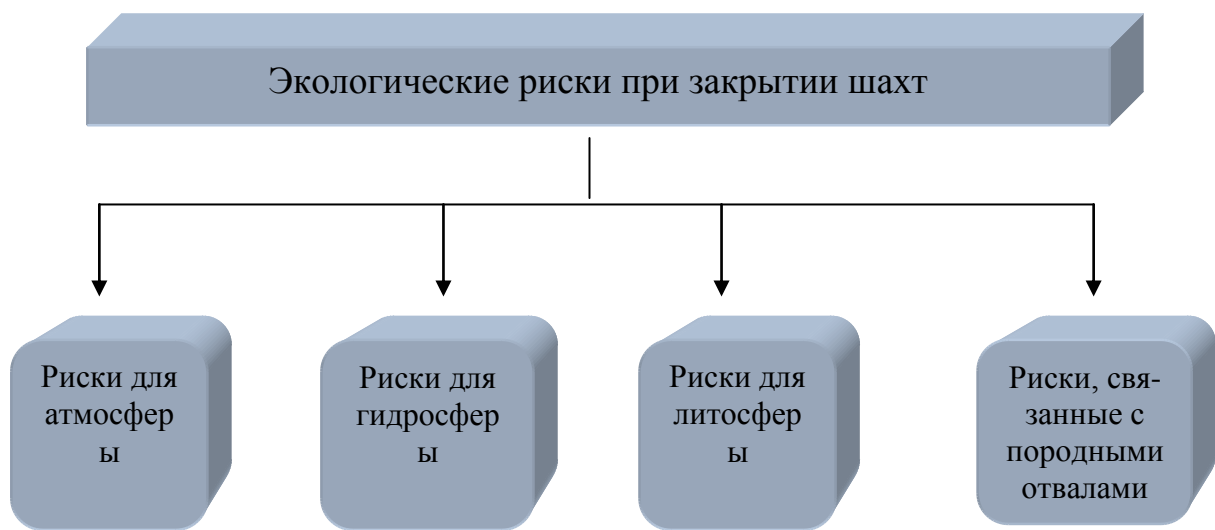 Экологические риски при закрытии шахт
Риски для
атмосфер
ы
Риски для
гидросфер
ы
Риски для
литосфер
ы
Риски, свя-
занные с
породными
отвалами